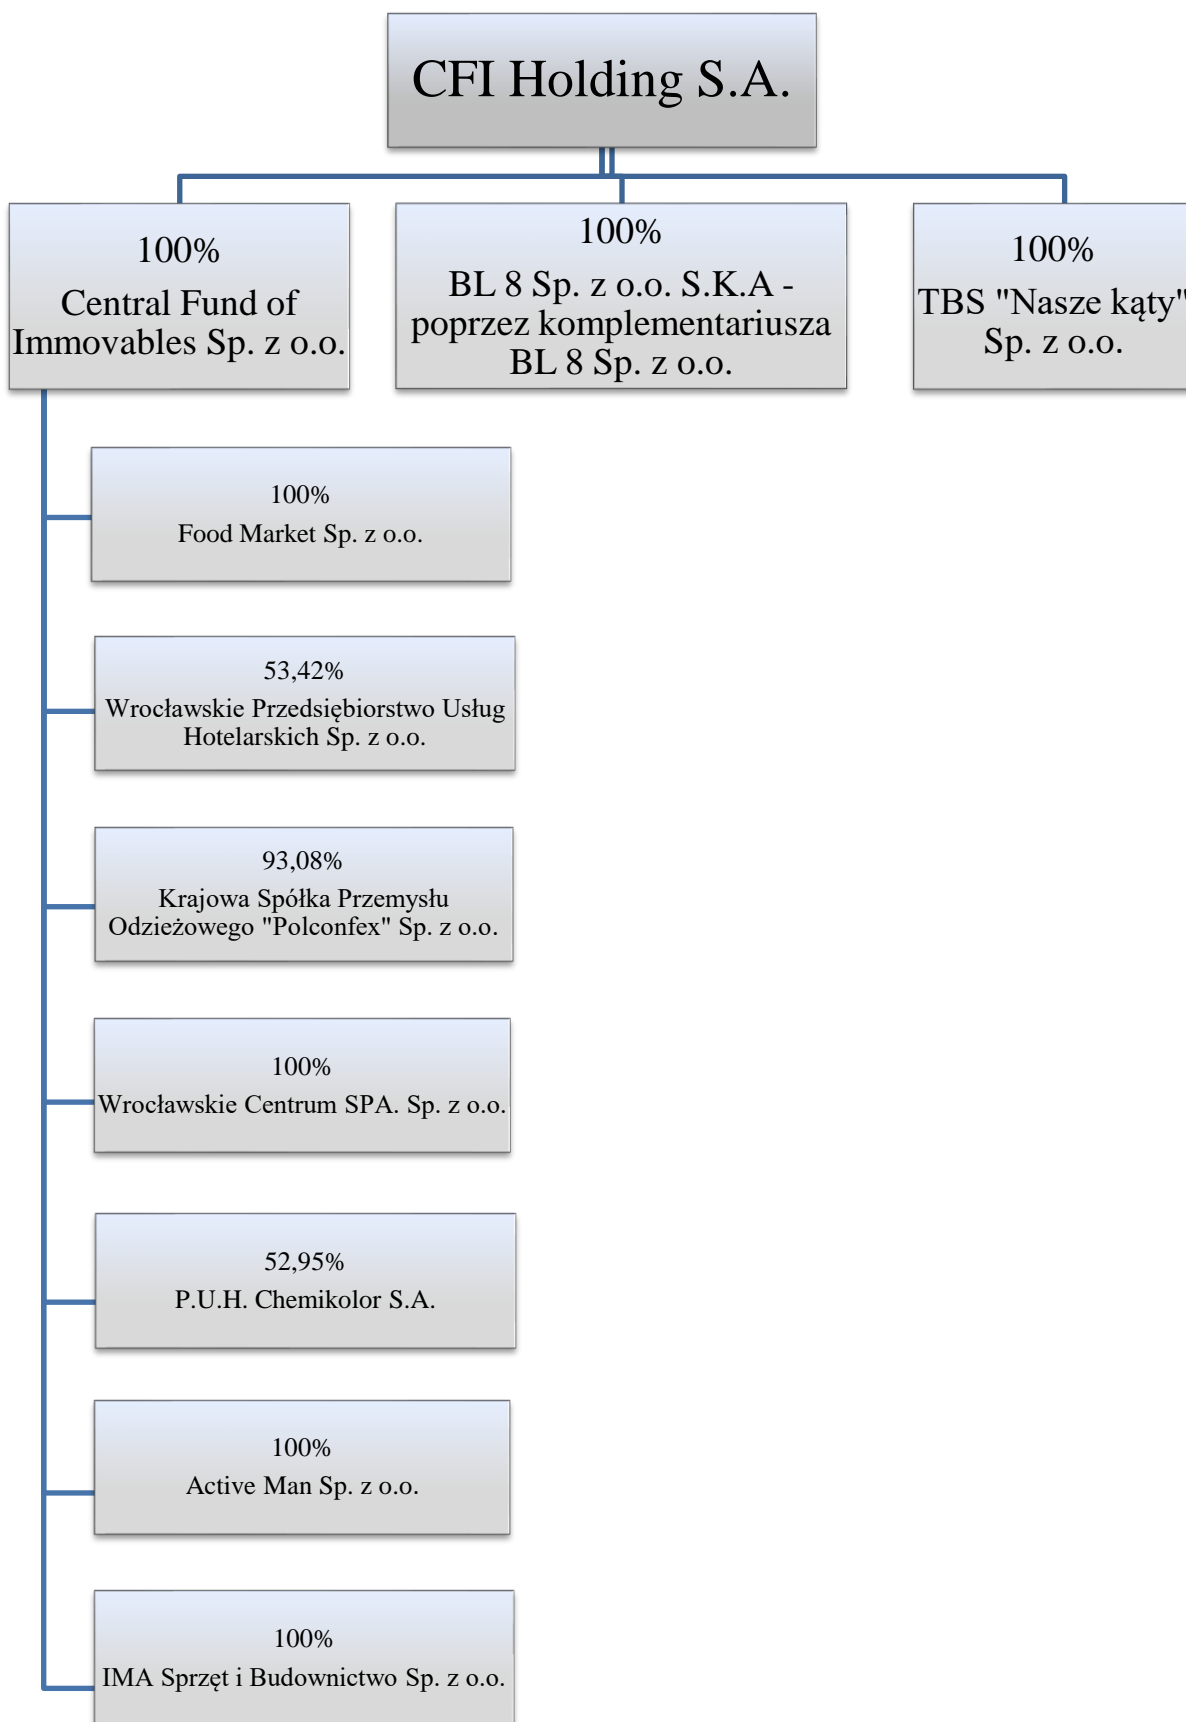 CFI Holding S.A.
100%
Central Fund of
Immovables Sp. z o.o.
100%
BL 8 Sp. z o.o. S.K.A -
poprzez komplementariusza
BL 8 Sp. z o.o.
100%
TBS "Nasze kąty"
Sp. z o.o.
100%
Food Market Sp. z o.o.
53,42%
Wrocławskie Przedsiębiorstwo Usług
Hotelarskich Sp. z o.o.
93,08%
Krajowa Spółka Przemysłu
Odzieżowego "Polconfex" Sp. z o.o.
100%
Wrocławskie Centrum SPA. Sp. z o.o.
52,95%
P.U.H. Chemikolor S.A.
100%
Active Man Sp. z o.o.
100%
IMA Sprzęt i Budownictwo Sp. z o.o.